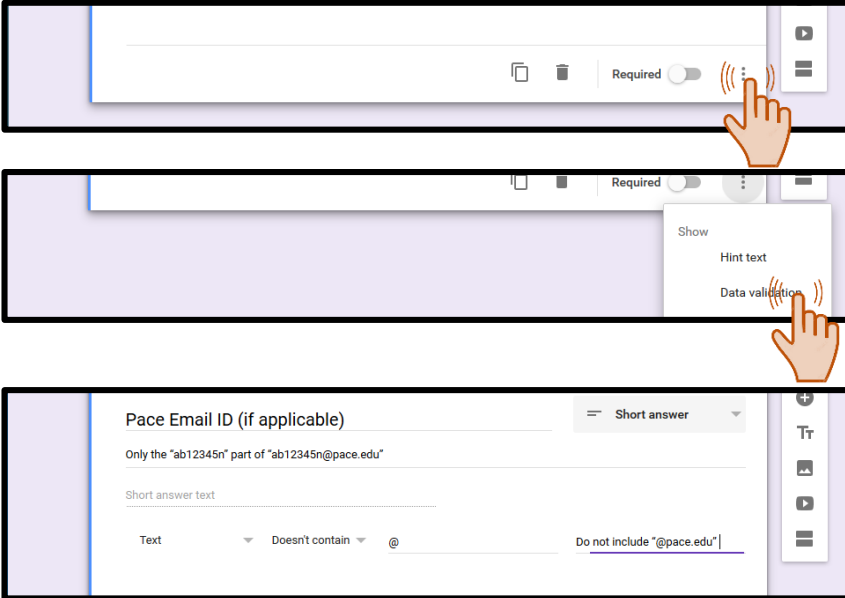 Required
Required
Show
Hint text
Data validation
Pace Email ID (if applicable)
Short answer
Tт
Only the “ab12345n” part of “ab12345n@pace.edu”
Short answer text
Text Doesn't contain @ Do not include “@pace.edu”